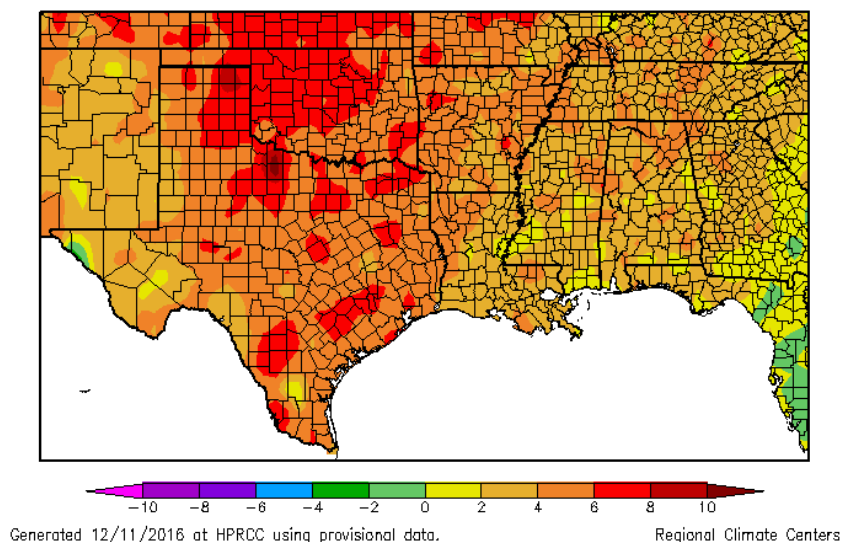 -10 -8 -6 -4 -2 0 2 4 6 8 10
Generated 12/11/2016 at HPRCC using provisional data. Regional Climate Centers